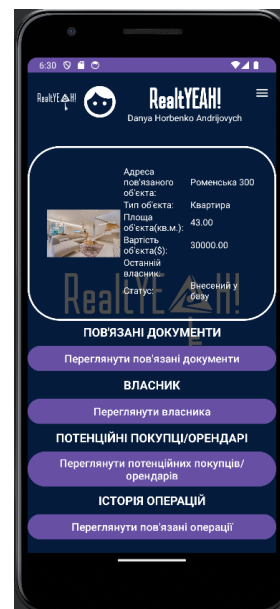 6:30
RealtYEAH!
RealtYEAH!
Danya Horbenko Andrijovych
Адреса
пов'язаного
об'єкта:
Роменська 300
Тип об'єкта:
Квартира
Площа
об'єкта(кв.м.):
43.00
Вартість
об'єкта($):
30000.00
Останній
власник:
Статус:
Внесений у
базу
RealtYEAH!
ПОВ'ЯЗАНІ ДОКУМЕНТИ
Переглянути пов'язані документи
ВЛАСНИК
Переглянути власника
ПОТЕНЦІЙНІ ПОКУПЦІ/ОРЕНДАРІ
Переглянути потенційних покупців/
орендарів
ІСТОРІЯ ОПЕРАЦІЙ
Переглянути пов'язані операції